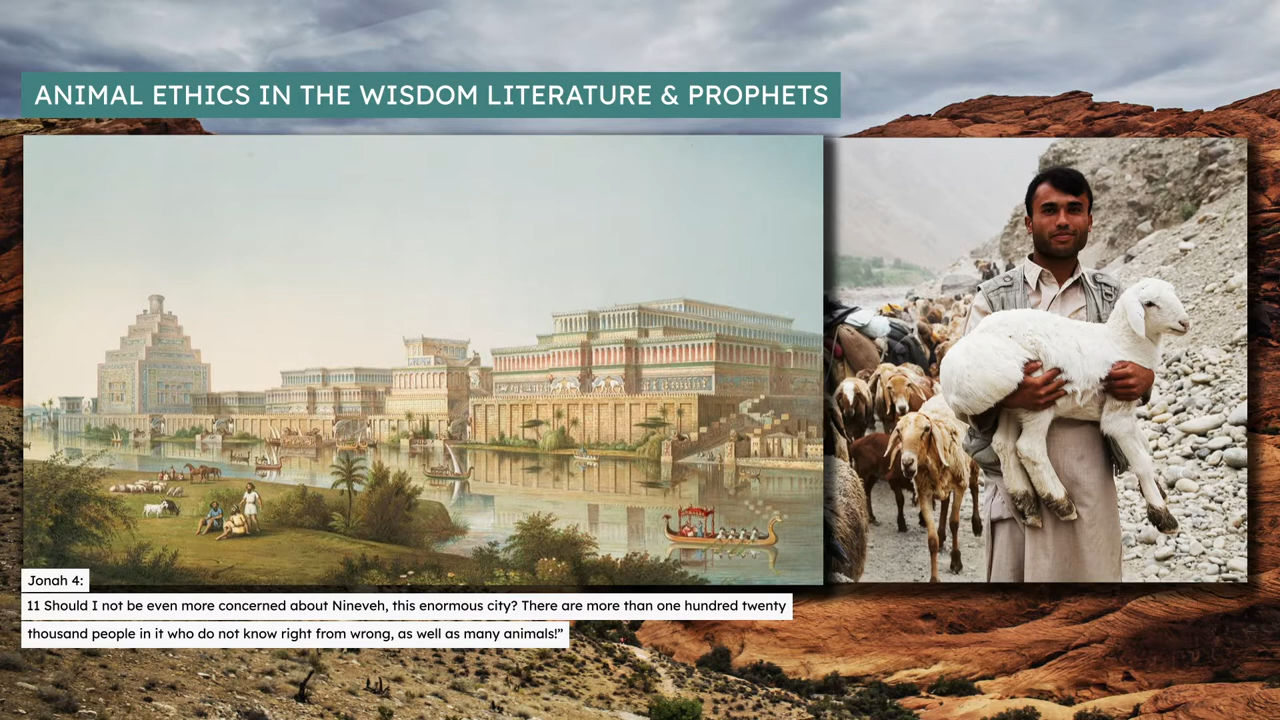 ANIMAL ETHICS IN THE WISDOM LITERATURE & PROPHETS
Jonah 4:
11 Should I not be even more concerned about Nineveh, this enormous city? There are more than one hundred twenty
thousand people in it who do not know right from wrong, as well as many animals!”